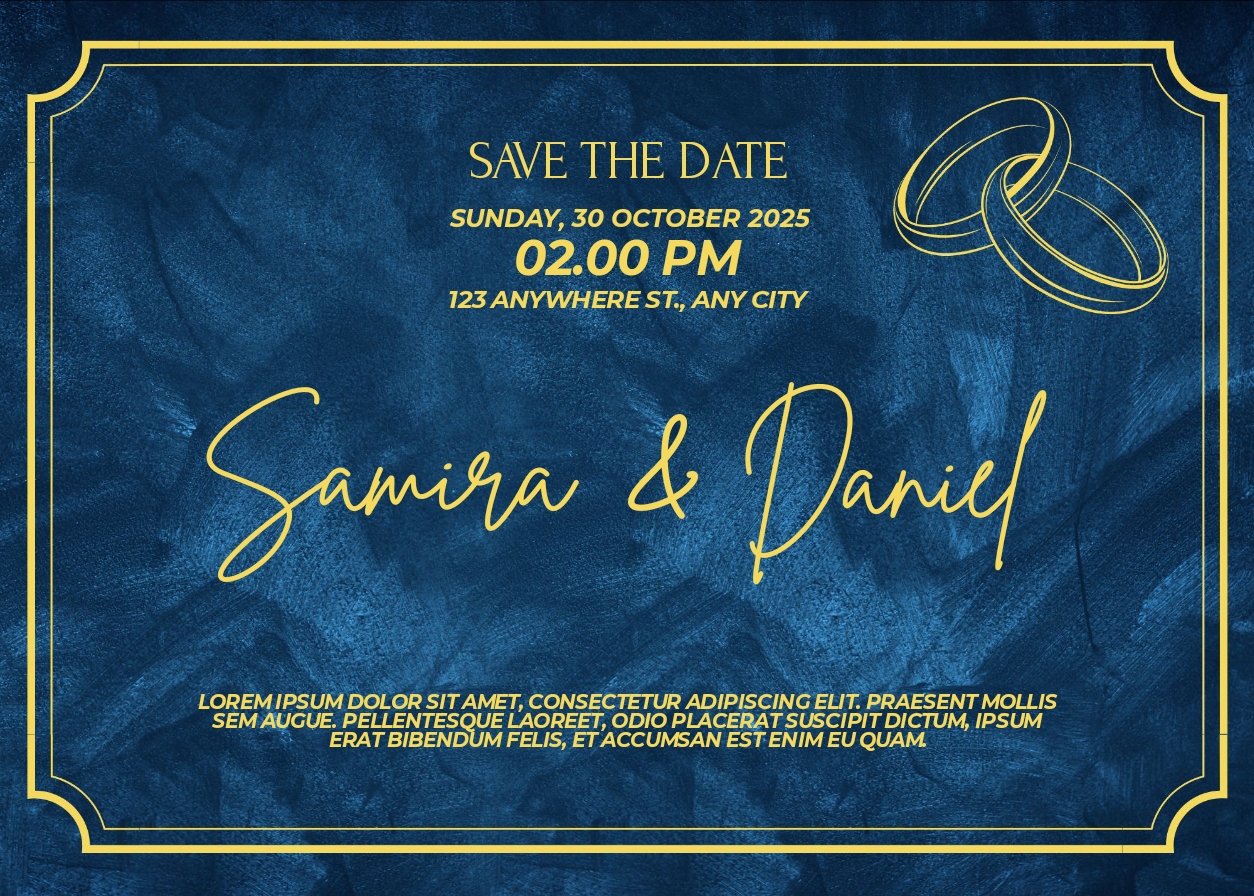 SAVE THE DATE
SUNDAY, 30 OCTOBER 2025
02.00 PM
123 ANYWHERE ST., ANY CITY
Samira & Daniel
LOREM IPSUM DOLOR SIT AMET, CONSECTETUR ADIPISCING ELIT. PRAESENT MOLLIS
SEM AUGUE. PELLENTESQUE LAOREET, ODIO PLACERAT SUSCIPIT DICTUM, IPSUM
ERAT BIBENDUM FELIS, ET ACCUMSAN EST ENIM EU QUAM.